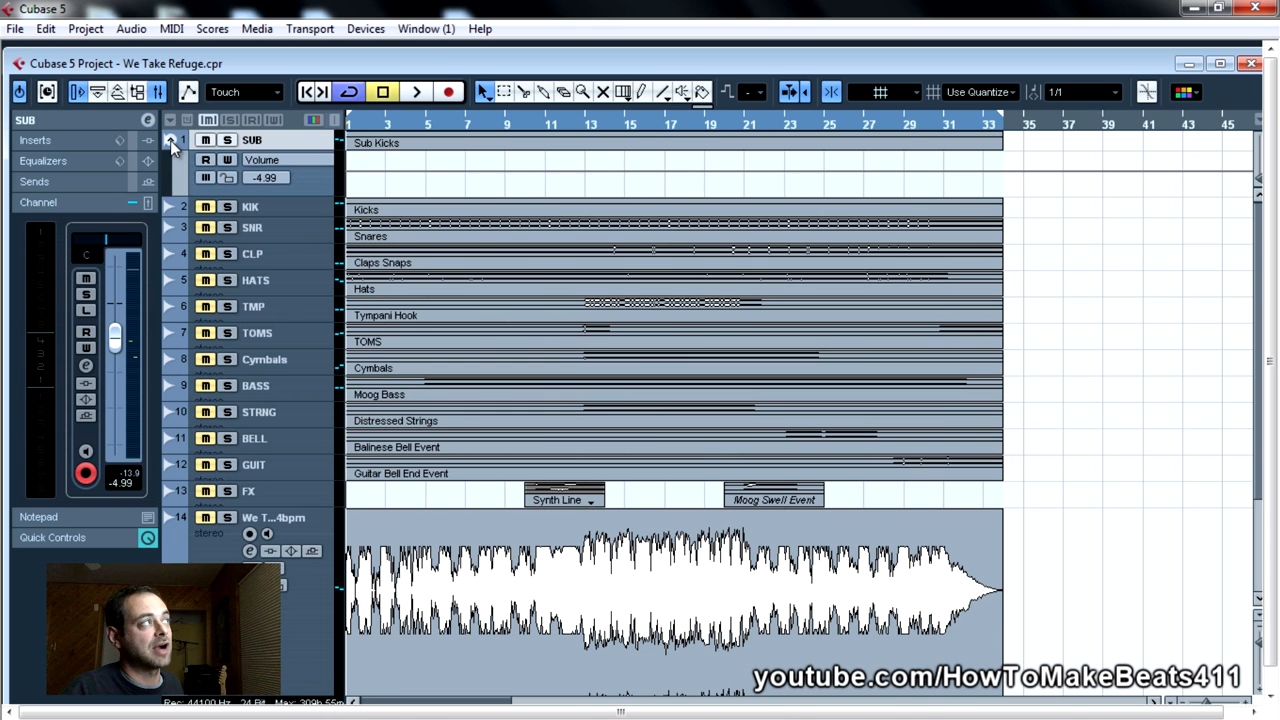 Cubase 5
File Edit Project Audio MIDI Scores Media Transport Devices Window (1) Help
Cubase 5 Project - We Take Refuge.cpr
Touch
Use Quantize
1/1
SUB
1 3 5 7 9 11 13 15 17 19 21 23 25 27 29 31 33 35 37 39 41 43 45
Inserts
Equalizers
Sends
Channel
C
M
S
L
R
W
e
-13.9
-4.99
Notepad
Quick Controls
1 m S SUB
R W Volume
-4.99
2 m S KIK
3 m S SNR
4 m S CLP
5 m S HATS
6 m S TMP
7 m S TOMS
8 m S Cymbals
9 m S BASS
10 m S STRNG
11 m S BELL
12 m S GUIT
13 m S FX
14 m S We T...4bpm
stereo
Sub Kicks
Kicks
Snares
Claps Snaps
Hats
Tympani Hook
TOMS
Cymbals
Moog Bass
Distressed Strings
Balinese Bell Event
Guitar Bell End Event
Synth Line
Moog Swell Event
youtube.com/HowToMakeBeats411